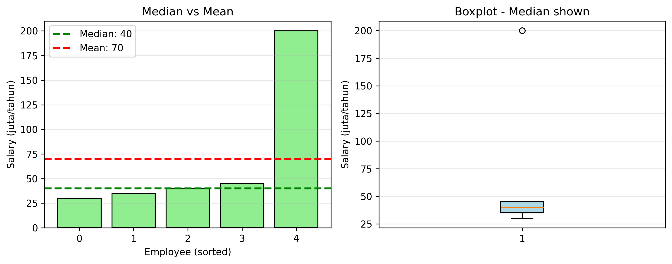 Median vs Mean
Median: 40
Mean: 70
Salary (juta/tahun)
200
175
150
125
100
75
50
25
0
0 1 2 3 4
Employee (sorted)
Boxplot - Median shown
Salary (juta/tahun)
200
175
150
125
100
75
50
25
1